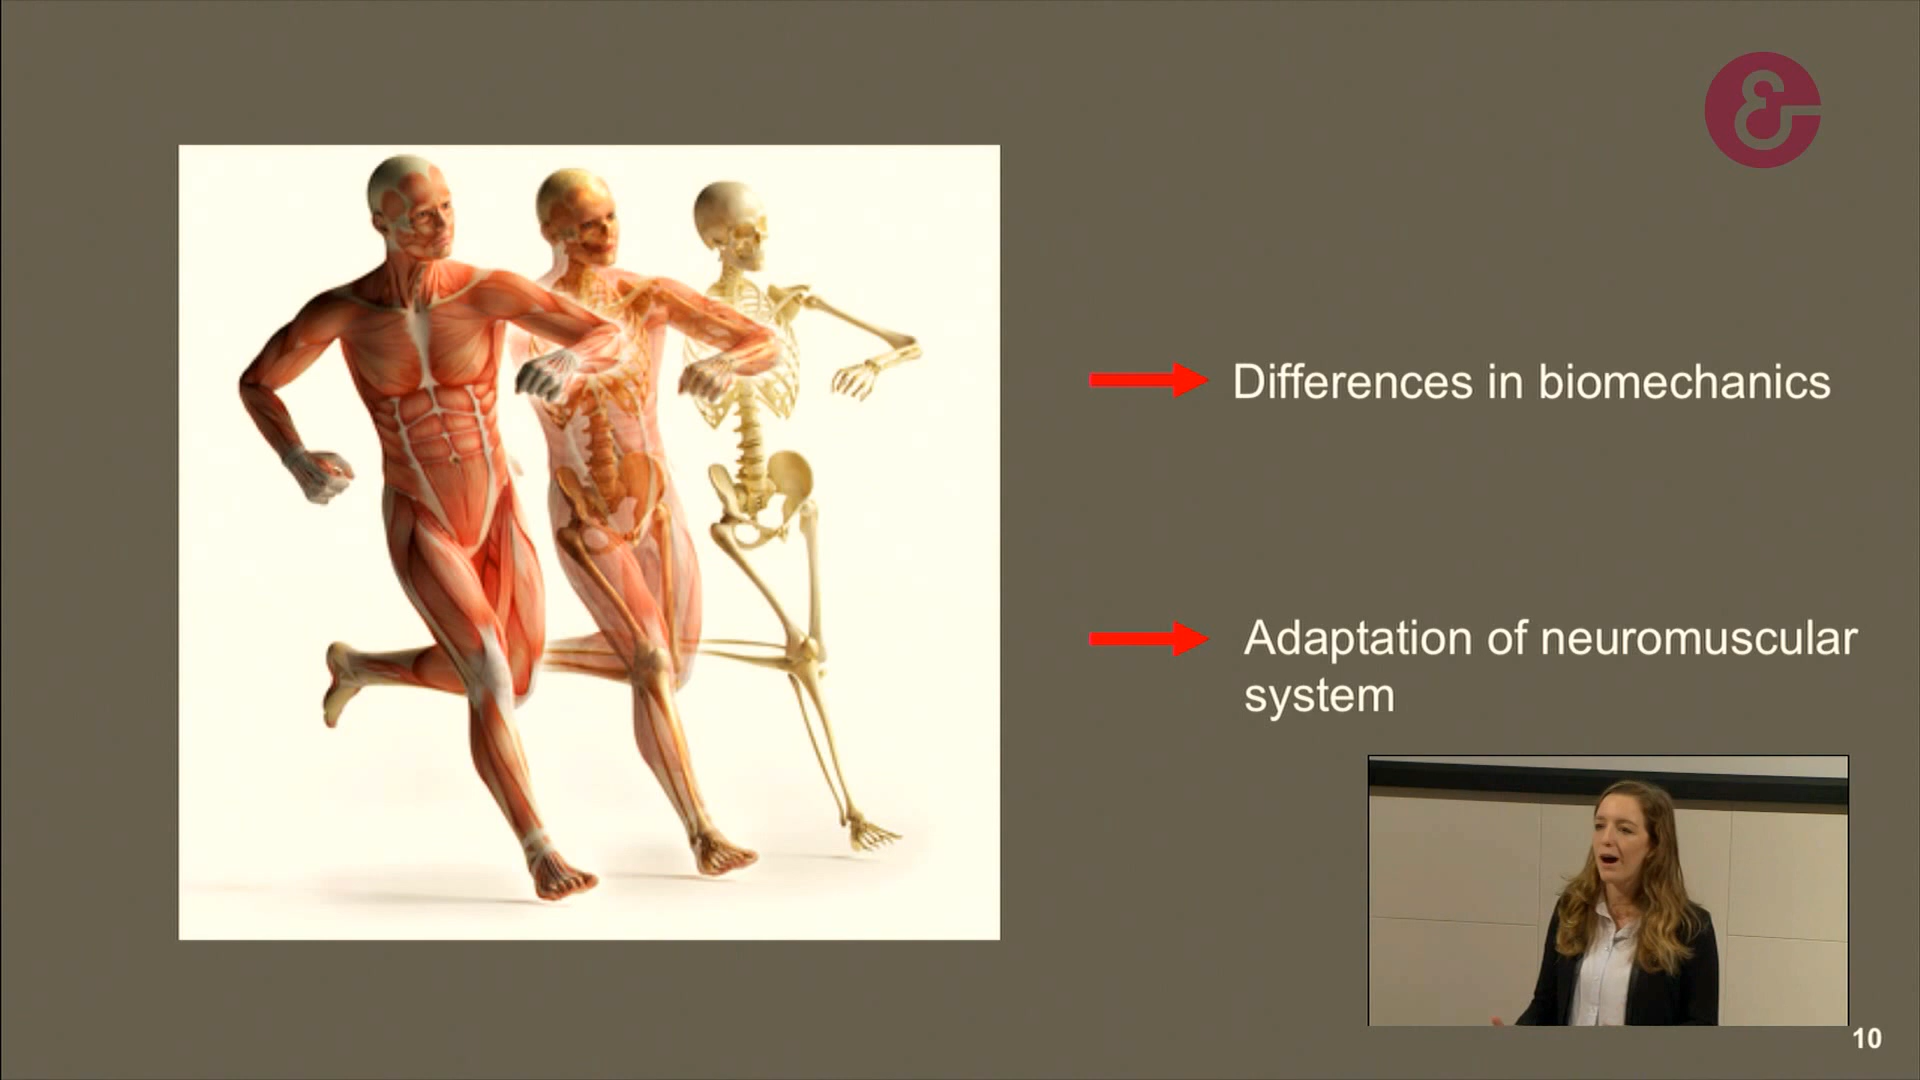 &
Differences in biomechanics
Adaptation of neuromuscular
system
10